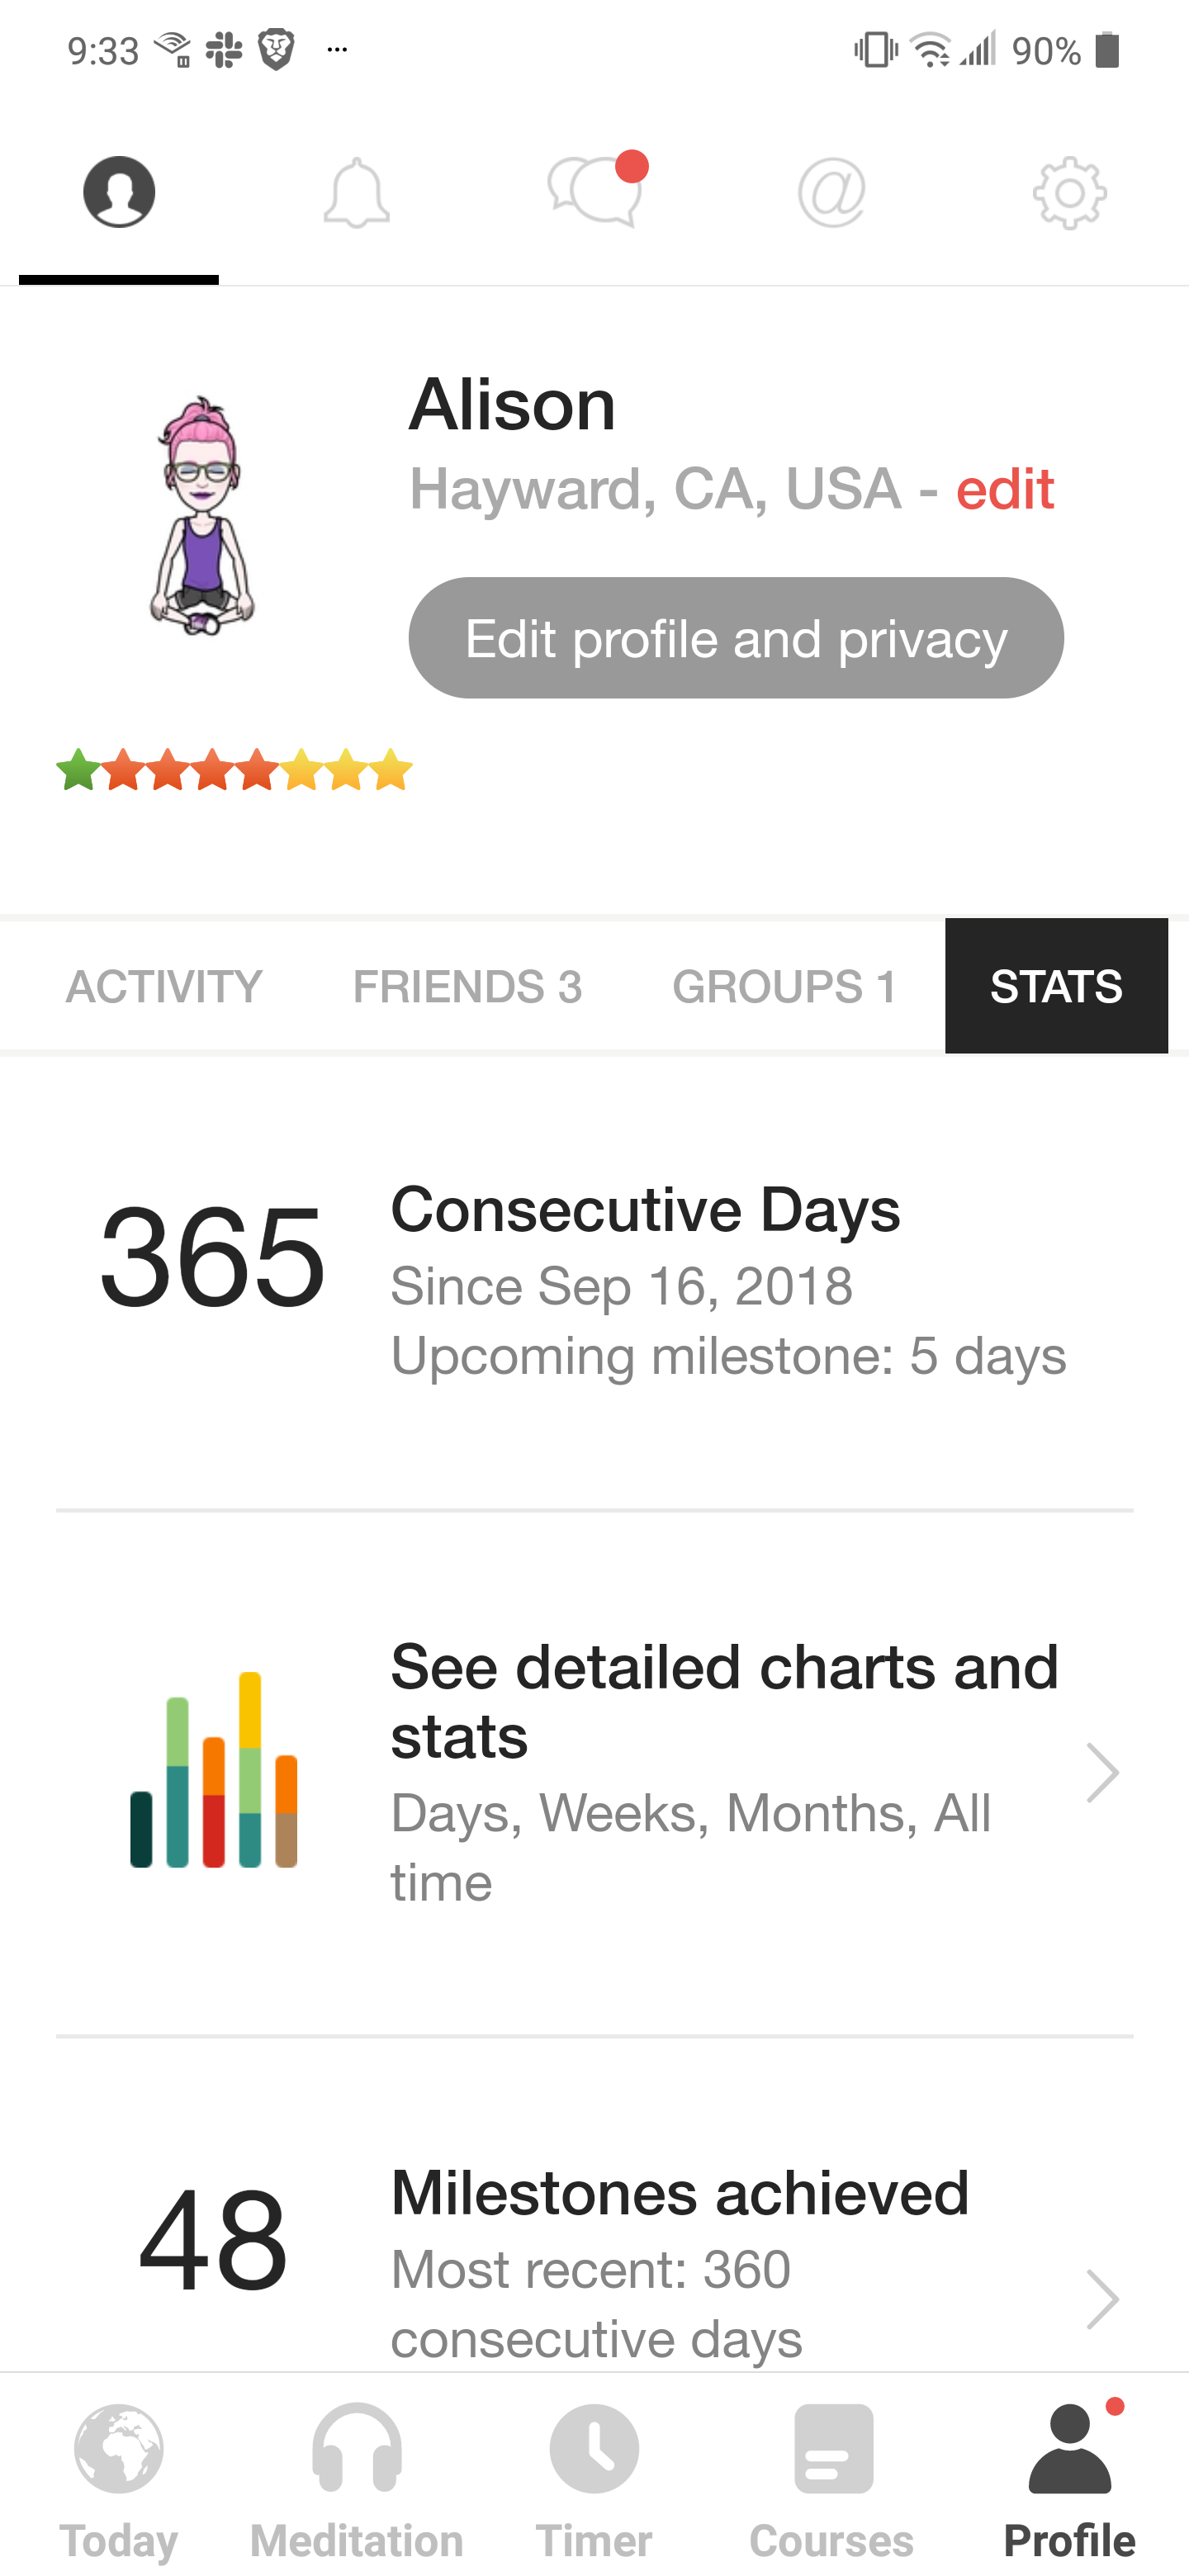 9:33 ... 90%
@
Alison
Hayward, CA, USA - edit
Edit profile and privacy
ACTIVITY FRIENDS 3 GROUPS 1 STATS
365
Consecutive Days
Since Sep 16, 2018
Upcoming milestone: 5 days
See detailed charts and
stats
Days, Weeks, Months, All
time
48
Milestones achieved
Most recent: 360
consecutive days
Today Meditation Timer Courses Profile